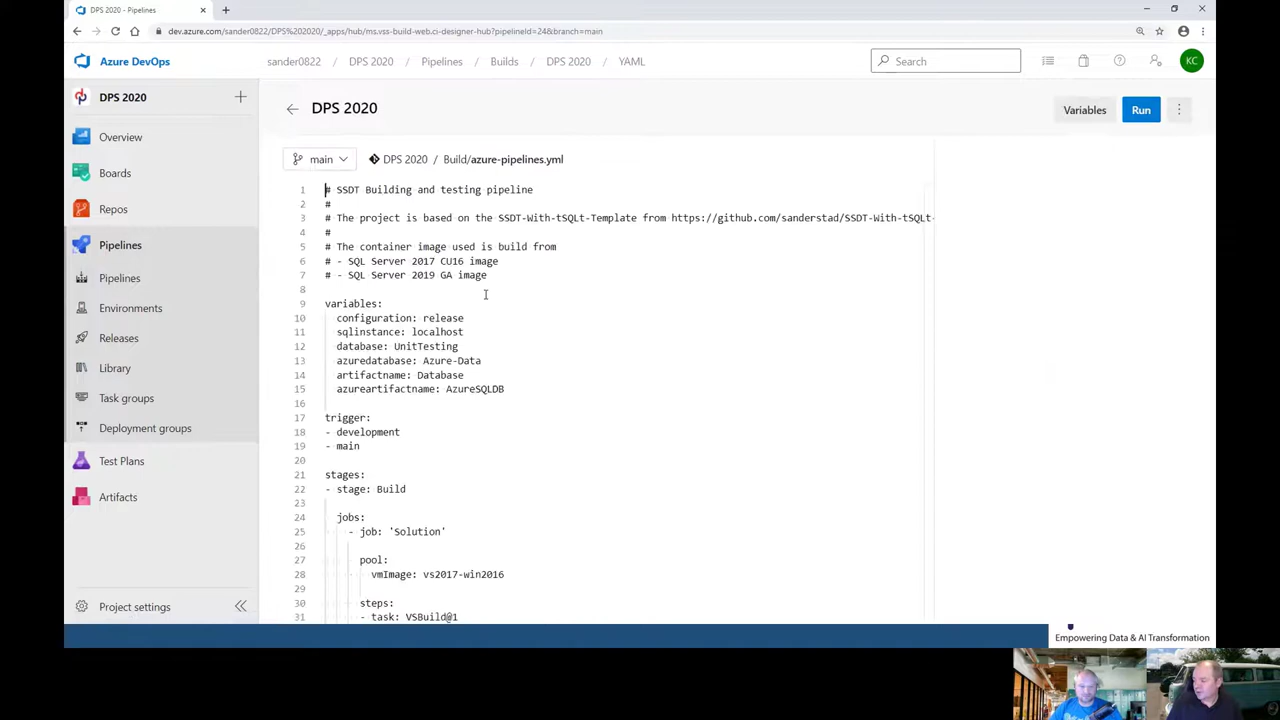 DPS 2020 - Pipelines
dev.azure.com/sander0822/DPS%202020/_apps/hub/ms.vss-build-web.ci-designer-hub?pipelineId=24&branch=main
Azure DevOps
sander0822 / DPS 2020 / Pipelines / Builds / DPS 2020 / YAML
Search
KC
DPS 2020
Overview
Boards
Repos
Pipelines
Pipelines
Environments
Releases
Library
Task groups
Deployment groups
Test Plans
Artifacts
Project settings
DPS 2020
Variables
Run
main
DPS 2020 / Build/azure-pipelines.yml
1 # SSDT Building and testing pipeline
2 #
3 # The project is based on the SSDT-With-tSQLt-Template from https://github.com/sanderstad/SSDT-With-tSQLt-
4 #
5 # The container image used is build from
6 # - SQL Server 2017 CU16 image
7 # - SQL Server 2019 GA image
8
9 variables:
10 configuration: release
11 sqlinstance: localhost
12 database: UnitTesting
13 azuredatabase: Azure-Data
14 artifactname: Database
15 azureartifactname: AzureSQLDB
16
17 trigger:
18 - development
19 - main
20
21 stages:
22 - stage: Build
23
24 jobs:
25 - job: 'Solution'
26
27 pool:
28 vmImage: vs2017-win2016
29
30 steps:
31 - task: VSBuild@1
Empowering Data & AI Transformation